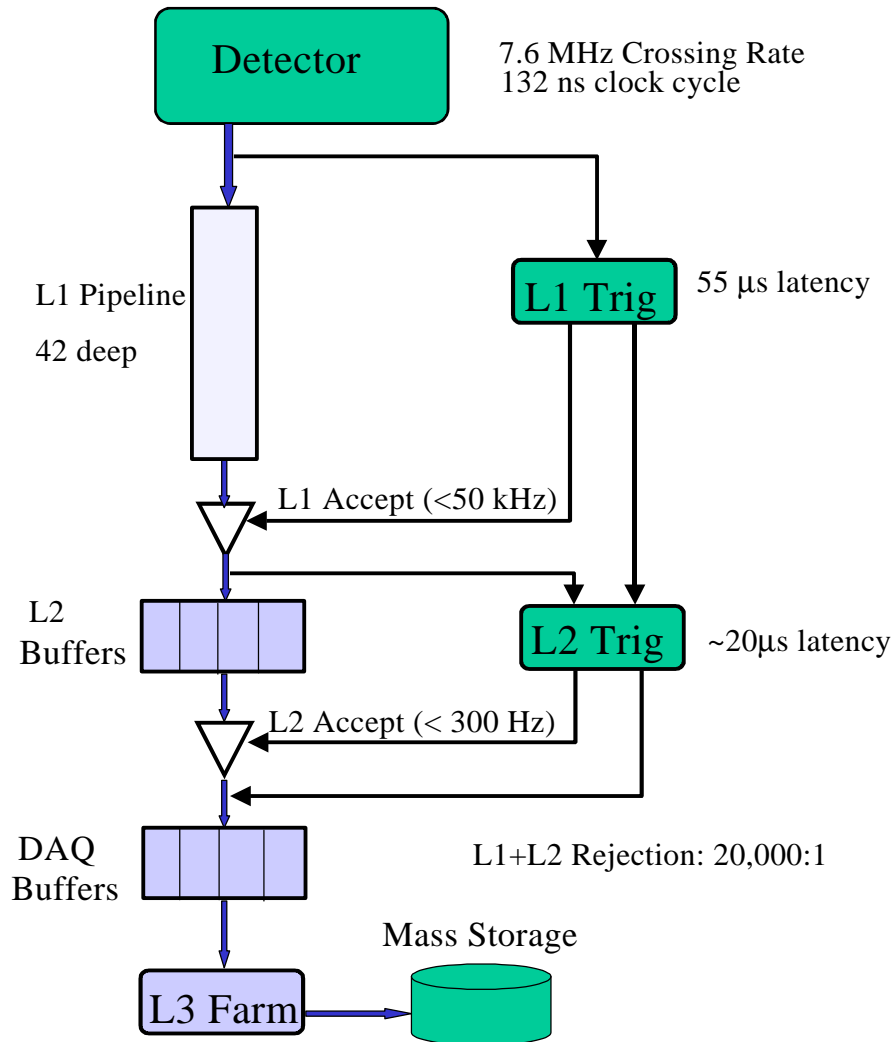 Detector
7.6 MHz Crossing Rate
132 ns clock cycle
L1 Pipeline
42 deep
L1 Trig
55 μs latency
L1 Accept (<50 kHz)
L2
Buffers
L2 Trig
~20μs latency
L2 Accept (< 300 Hz)
DAQ
Buffers
L1+L2 Rejection: 20,000:1
Mass Storage
L3 Farm